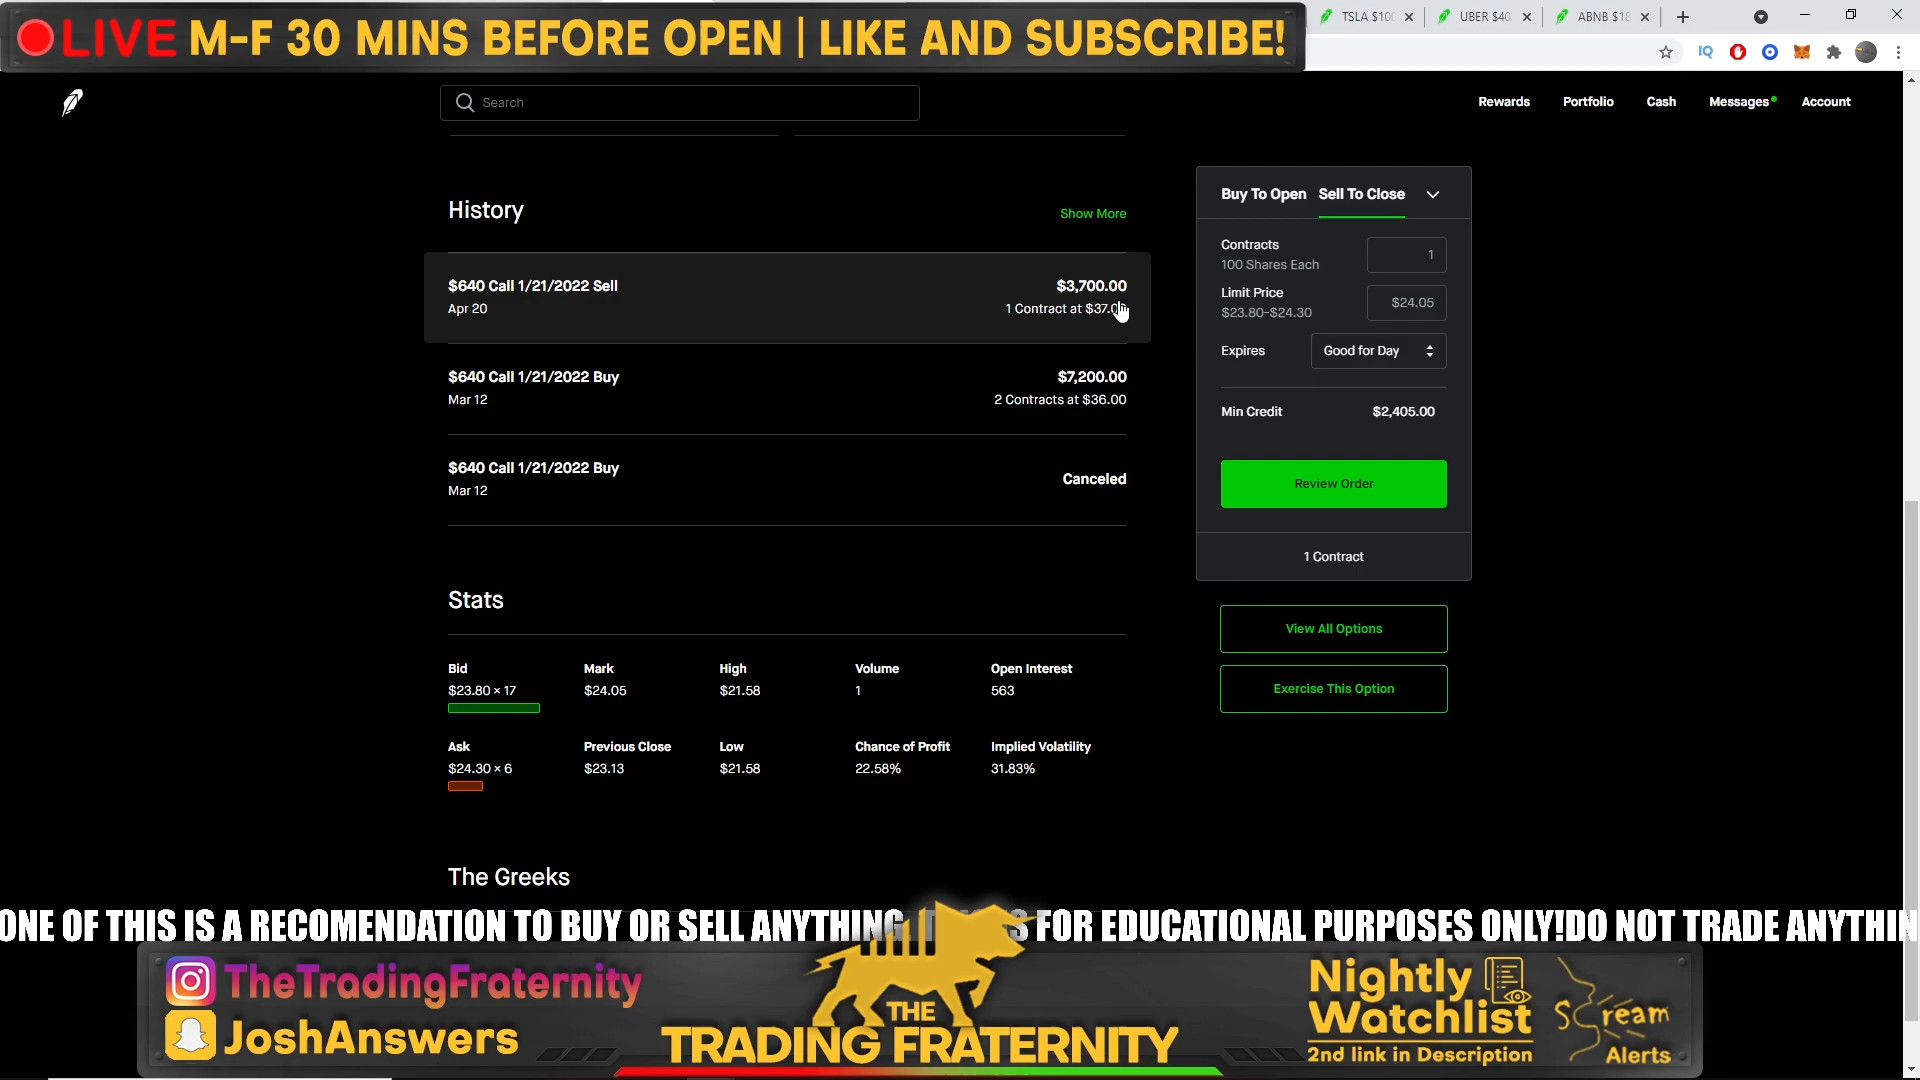 LIVE M-F 30 MINS BEFORE OPEN | LIKE AND SUBSCRIBE!
TSLA $100
UBER $40
ABNB $18
IQ
Search
Rewards
Portfolio
Cash
Messages
Account
History
Show More
$640 Call 1/21/2022 Sell
$3,700.00
Apr 20
1 Contract at $37.0
$640 Call 1/21/2022 Buy
$7,200.00
Mar 12
2 Contracts at $36.00
$640 Call 1/21/2022 Buy
Mar 12
Canceled
Buy To Open
Sell To Close
Contracts
100 Shares Each
1
Limit Price
$23.80-$24.30
$24.05
Expires
Good for Day
Min Credit
$2,405.00
Review Order
1 Contract
View All Options
Exercise This Option
Stats
Bid
Mark
High
Volume
Open Interest
$23.80 × 17
$24.05
$21.58
1
563
Ask
Previous Close
Low
Chance of Profit
Implied Volatility
$24.30 × 6
$23.13
$21.58
22.58%
31.83%
The Greeks
ONE OF THIS IS A RECOMENDATION TO BUY OR SELL ANYTHING FOR EDUCATIONAL PURPOSES ONLY!DO NOT TRADE ANYTHIN
TheTradingFraternity
JoshAnswers
THE
TRADING FRATERNITY
Nightly
Watchlist
2nd link in Description
Scream
Alerts